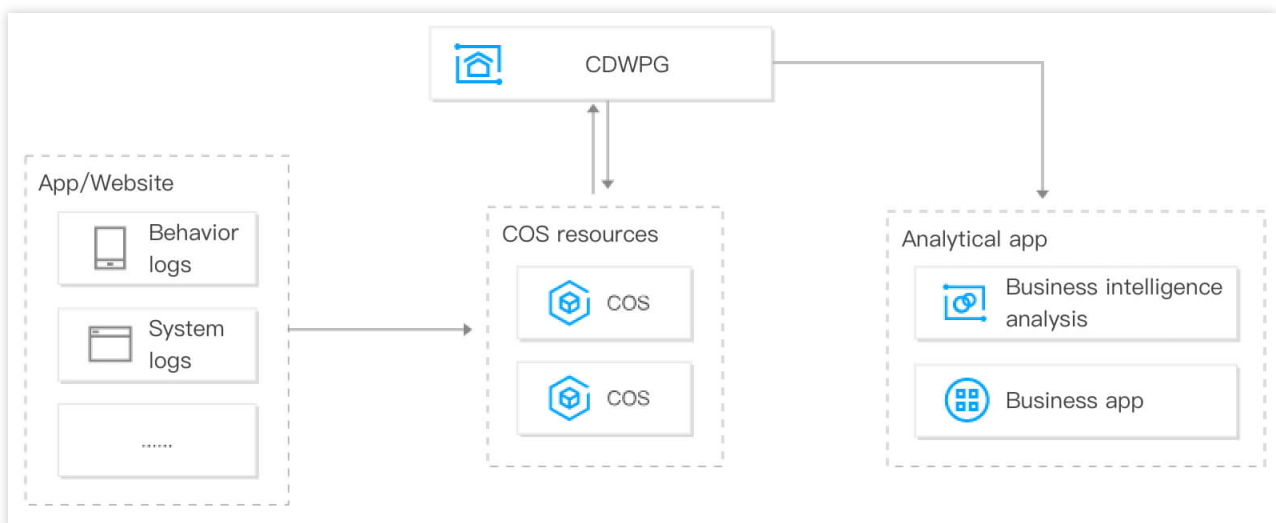 CDWPG
App/Website
Behavior
logs
System
logs
......
COS resources
COS
COS
Analytical app
Business intelligence
analysis
Business app